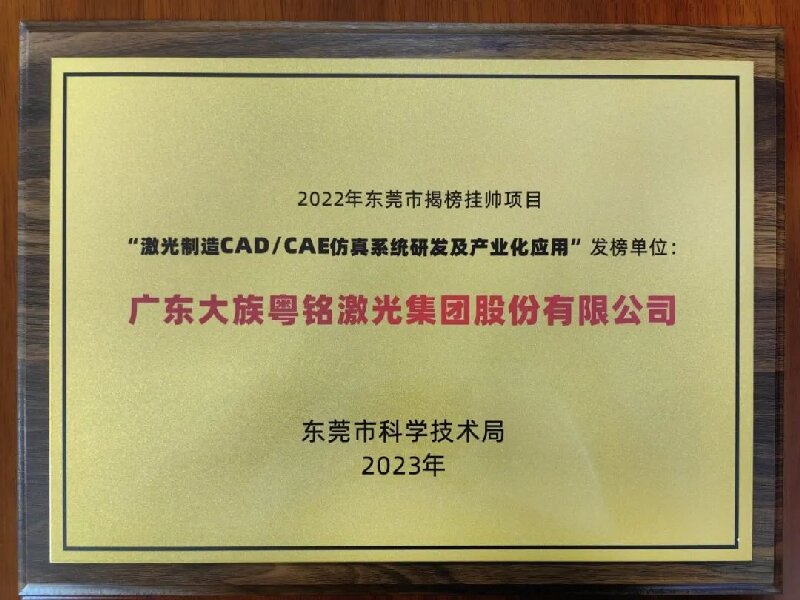 2022年东莞市揭榜挂帅项目
“激光制造CAD/CAE仿真系统研发及产业化应用”发榜单位：
广东大族粤铭激光集团股份有限公司
东莞市科学技术局
2023年